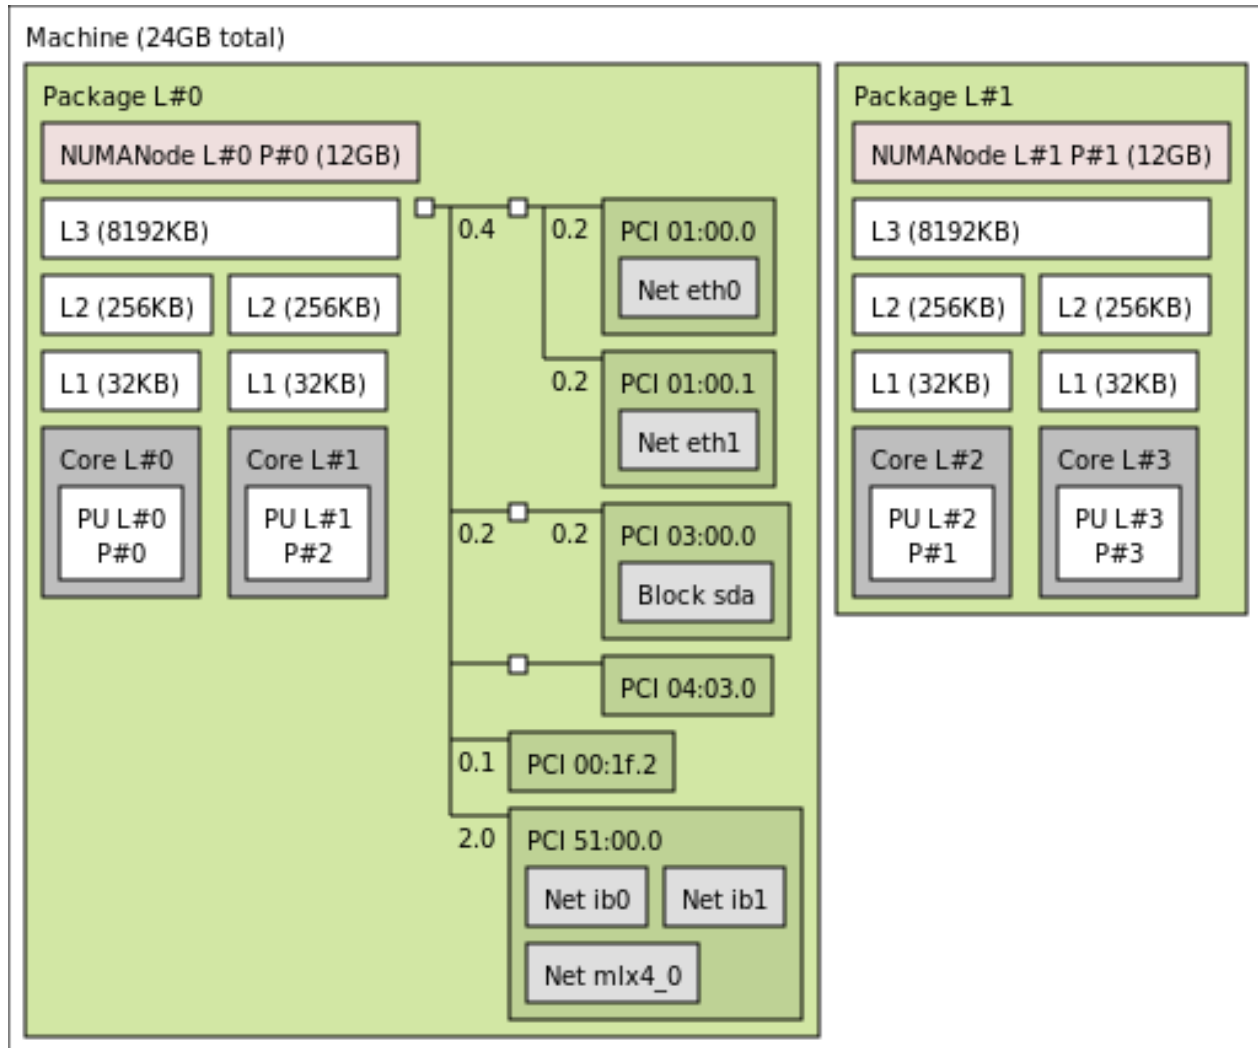 Machine (24GB total)
Package L#0
NUMANode L#0 P#0 (12GB)
L3 (8192KB)
L2 (256KB)
L2 (256KB)
L1 (32KB)
L1 (32KB)
Core L#0
PU L#0
P#0
Core L#1
PU L#1
P#2
0.4
0.2
PCI 01:00.0
Net eth0
0.2
PCI 01:00.1
Net eth1
0.2
0.2
PCI 03:00.0
Block sda
PCI 04:03.0
0.1
PCI 00:1f.2
2.0
PCI 51:00.0
Net ib0
Net ib1
Net mlx4_0
Package L#1
NUMANode L#1 P#1 (12GB)
L3 (8192KB)
L2 (256KB)
L2 (256KB)
L1 (32KB)
L1 (32KB)
Core L#2
PU L#2
P#1
Core L#3
PU L#3
P#3